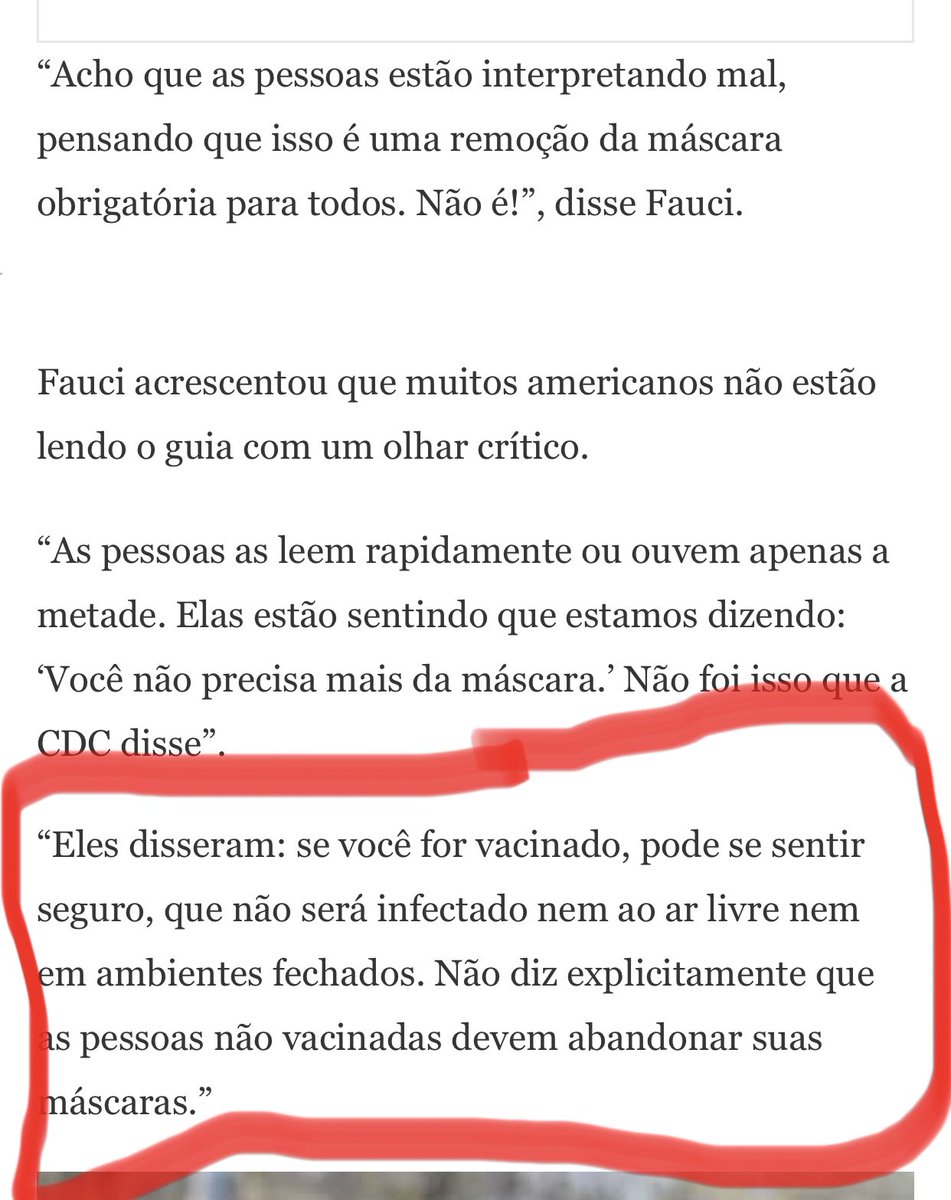 “Acho que as pessoas estão interpretando mal,
pensando que isso é uma remoção da máscara
obrigatória para todos. Não é!”, disse Fauci.
Fauci acrescentou que muitos americanos não estão
lendo o guia com um olhar crítico.
“As pessoas as leem rapidamente ou ouvem apenas a
metade. Elas estão sentindo que estamos dizendo:
‘Você não precisa mais da máscara.’ Não foi isso que a
CDC disse”.
“Eles disseram: se você for vacinado, pode se sentir
seguro, que não será infectado nem ao ar livre nem
em ambientes fechados. Não diz explicitamente que
as pessoas não vacinadas devem abandonar suas
máscaras.”